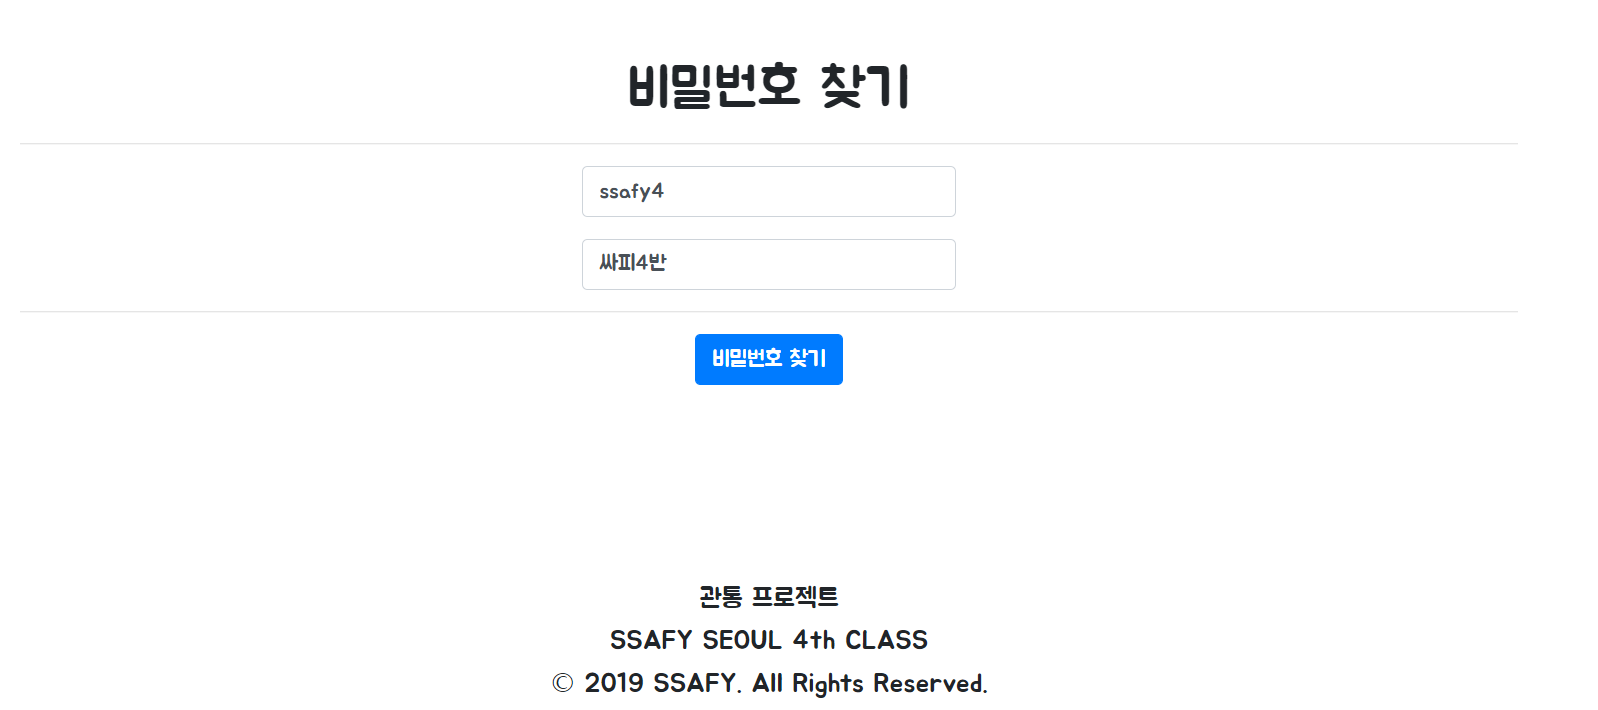 비밀번호 찾기
ssafy4
싸피4반
비밀번호 찾기
관통 프로젝트
SSAFY SEOUL 4th CLASS
© 2019 SSAFY. All Rights Reserved.